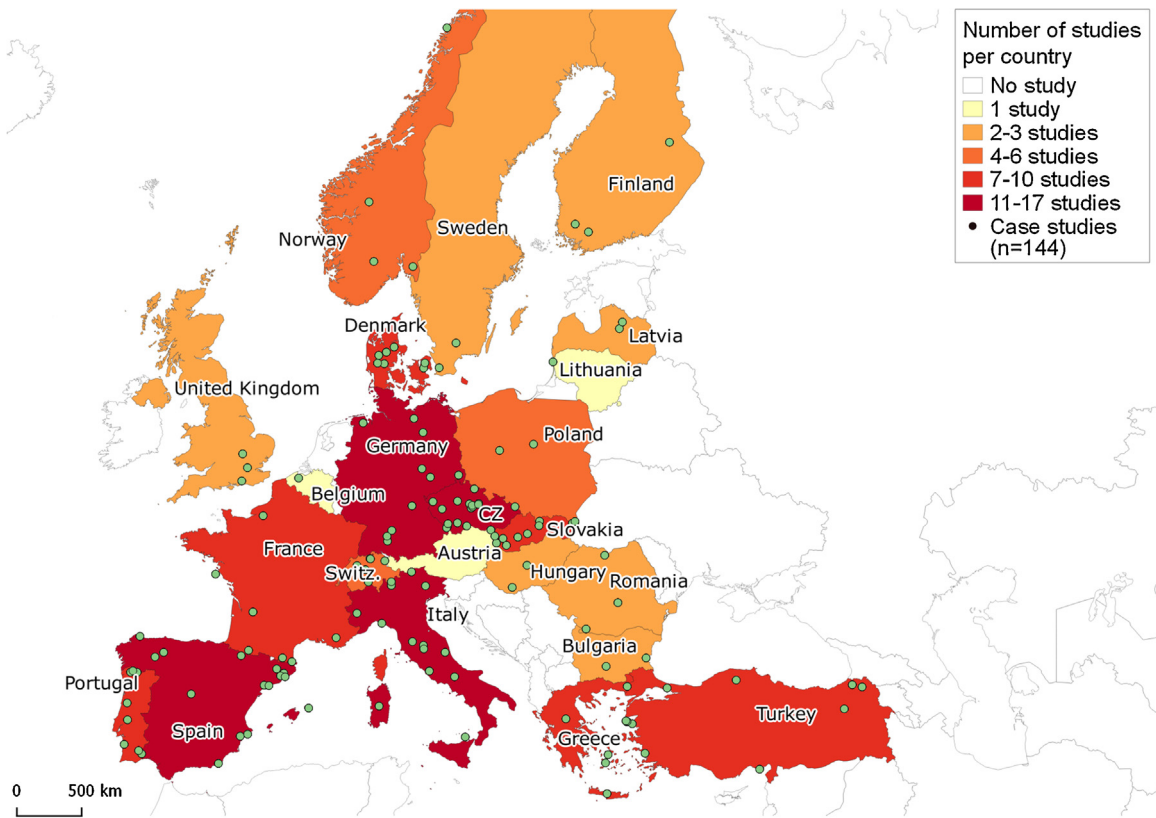 Number of studies
per country
No study
1 study
2-3 studies
4-6 studies
7-10 studies
11-17 studies
Case studies
(n=144)
Finland
Sweden
Norway
Denmark
Latvia
Lithuania
United Kingdom
Poland
Germany
Belgium
CZ
Slovakia
France
Austria
Switz.
Hungary
Romania
Italy
Bulgaria
Portugal
Turkey
Spain
Greece
0 500 km